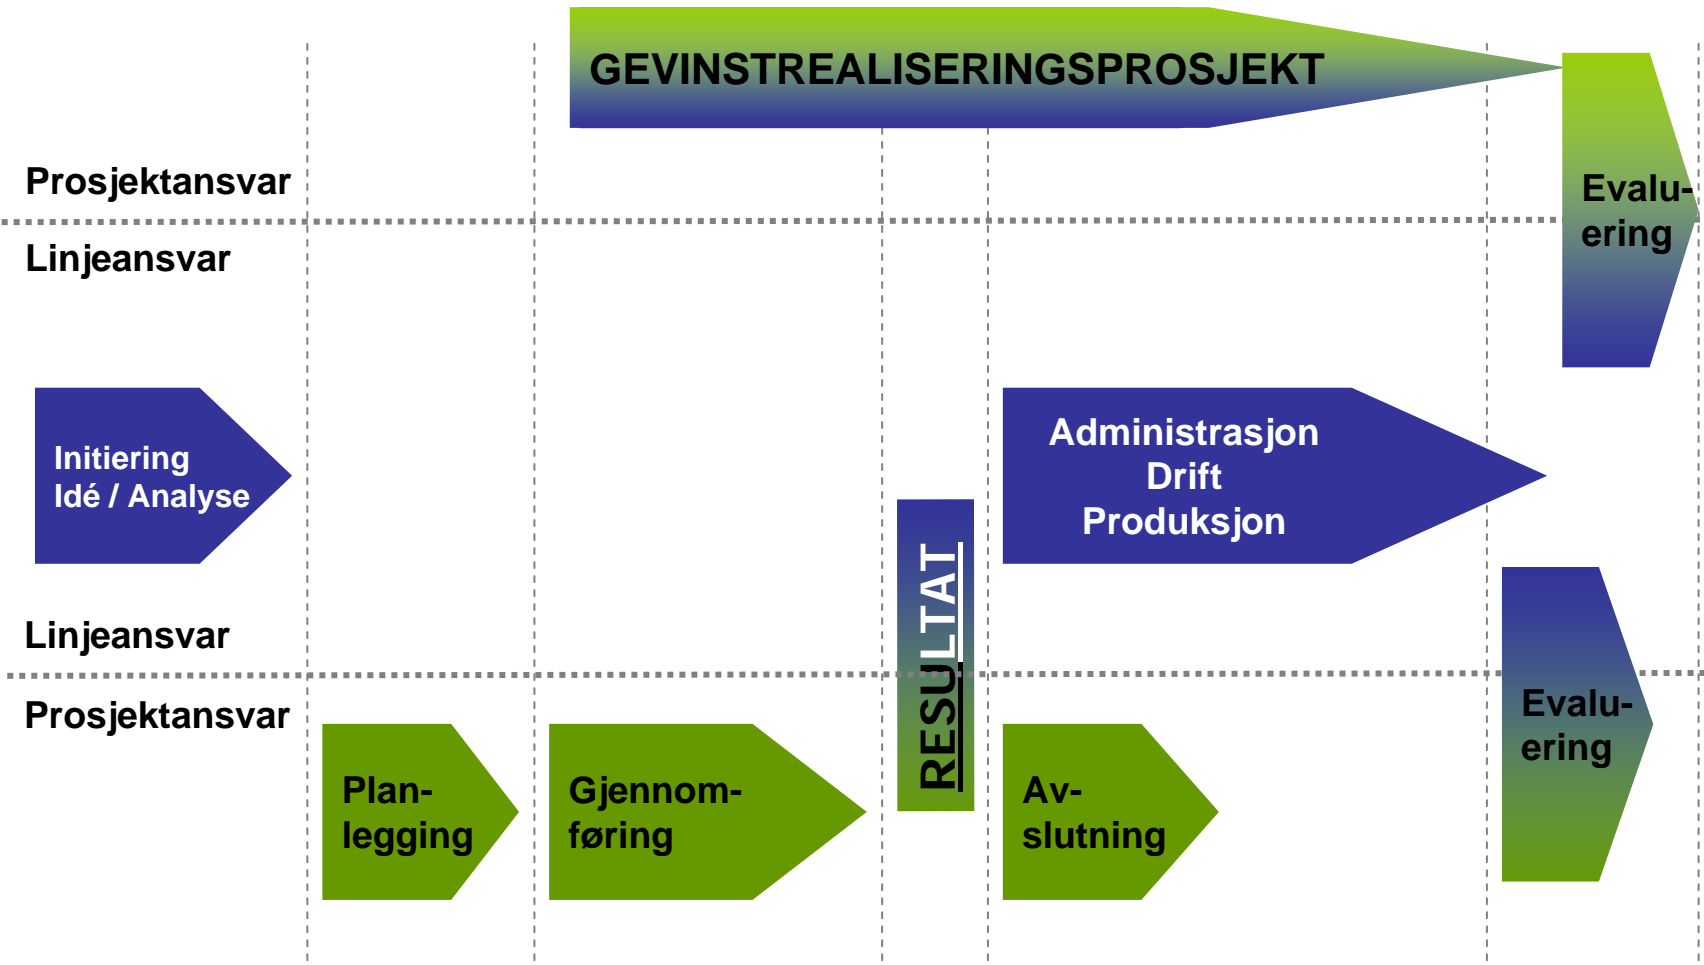 GEVINSTREALISERINGSPROSJEKT
Prosjektansvar
Evalu-
ering
Linjeansvar
Initiering
Idé / Analyse
Administrasjon
Drift
Produksjon
RESULTAT
Linjeansvar
Prosjektansvar
Plan-
legging
Gjennom-
føring
Av-
slutning
Evalu-
ering